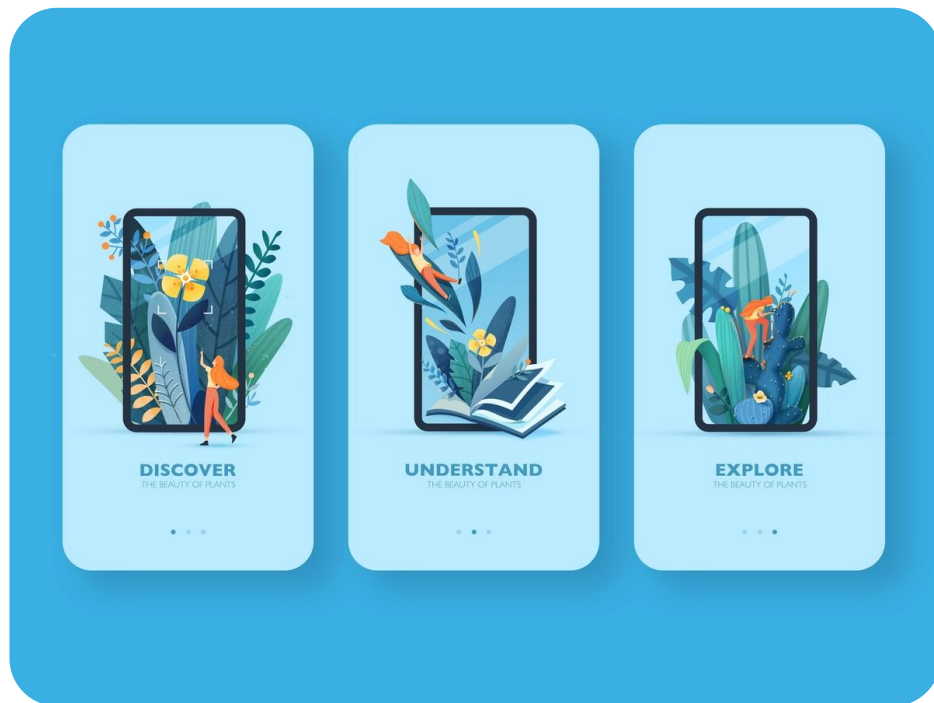 DISCOVER
THE BEAUTY OF PLANTS
UNDERSTAND
THE BEAUTY OF PLANTS
EXPLORE
THE BEAUTY OF PLANTS